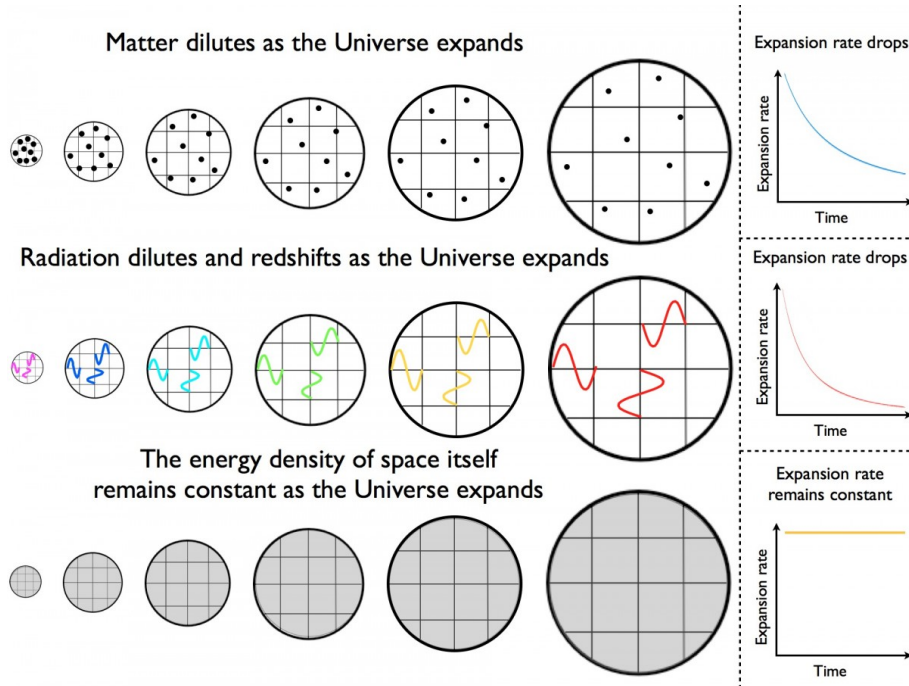 Matter dilutes as the Universe expands
Expansion rate drops
Expansion rate
Time
Radiation dilutes and redshifts as the Universe expands
Expansion rate drops
Expansion rate
Time
The energy density of space itself
remains constant as the Universe expands
Expansion rate
remains constant
Expansion rate
Time